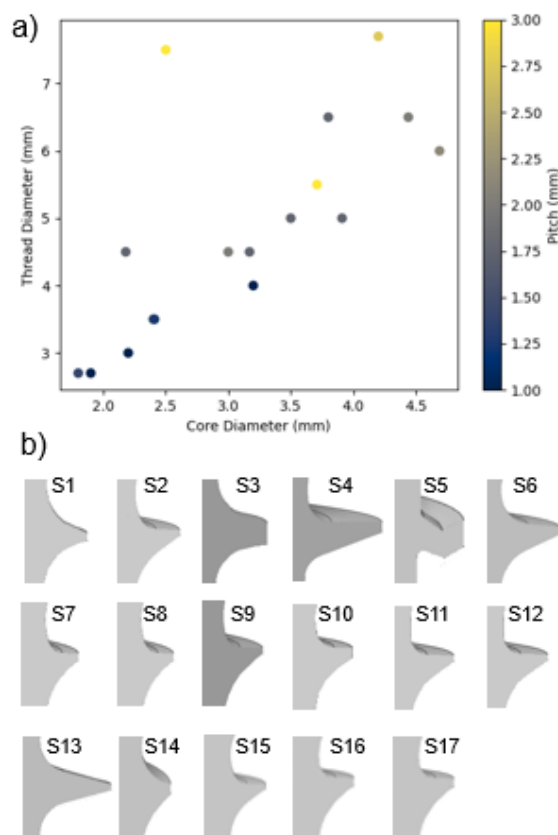 a)
7
6
5
4
3
Thread Diameter (mm)
2.0 2.5 3.0 3.5 4.0 4.5
Core Diameter (mm)
3.00
2.75
2.50
2.25
2.00
1.75
1.50
1.25
1.00
Pitch (mm)
b)
S1 S2 S3 S4 S5 S6
S7 S8 S9 S10 S11 S12
S13 S14 S15 S16 S17